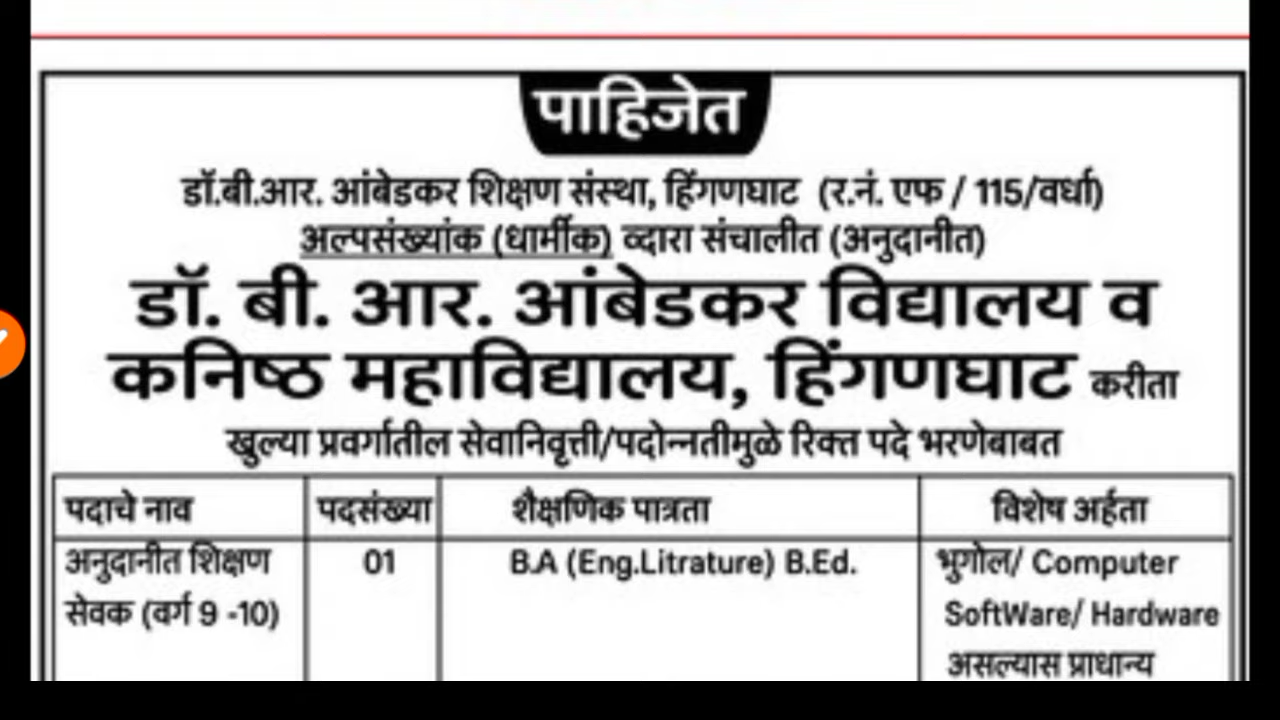 पाहिजेत
डॉ.बी.आर. आंबेडकर शिक्षण संस्था, हिंगणघाट (र.नं. एफ / 115/वर्धा)
अल्पसंख्यांक (धार्मीक) व्दारा संचालीत (अनुदानीत)
डॉ. बी. आर. आंबेडकर विद्यालय व
कनिष्ठ महाविद्यालय, हिंगणघाट करीता
खुल्या प्रवर्गातील सेवानिवृत्ती/पदोन्नतीमुळे रिक्त पदे भरणेबाबत
पदाचे नाव पदसंख्या शैक्षणिक पात्रता विशेष अर्हता
अनुदानीत शिक्षण 01 B.A (Eng.Litrature) B.Ed. भुगोल/ Computer
सेवक (वर्ग 9 -10) SoftWare/ Hardware
असल्यास प्राधान्य